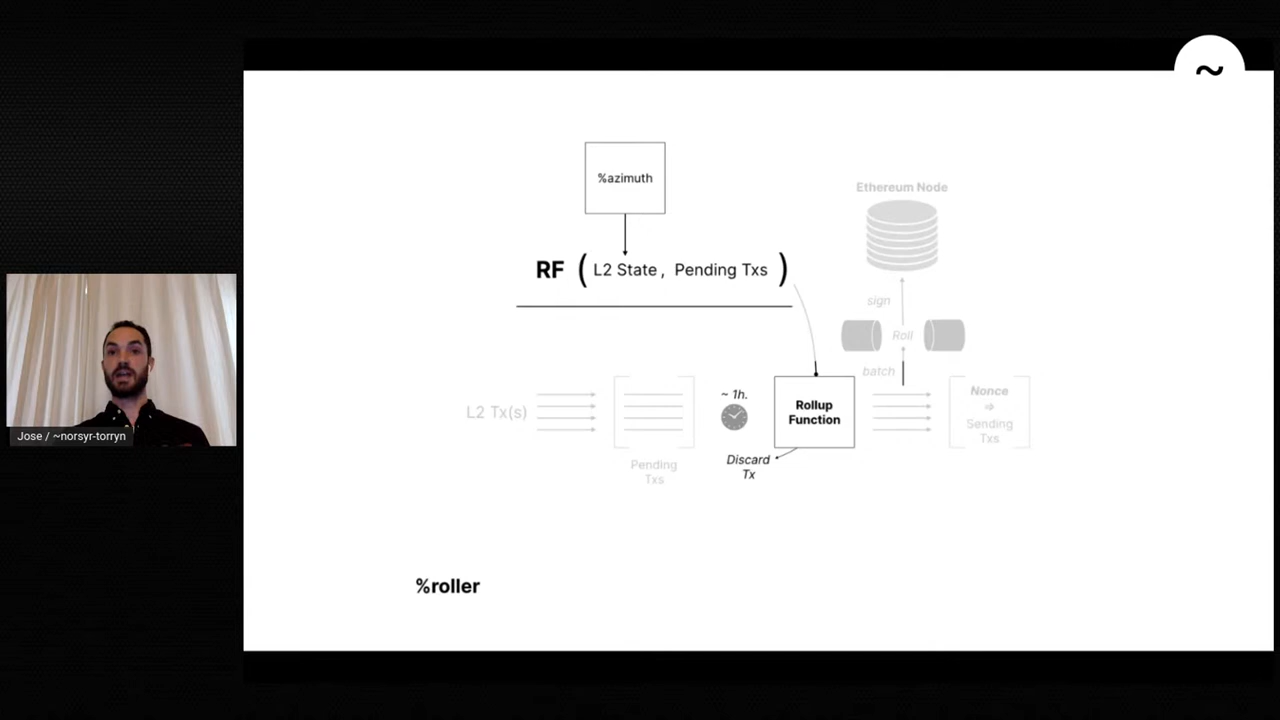 ~
%azimuth
Ethereum Node
RF ( L2 State , Pending Txs )
sign
Roll
batch
~ 1h.
Nonce
⇒
Sending
Txs
Rollup
Function
L2 Tx(s)
Discard
Tx
Pending
Txs
Jose / ~norsyr-torryn
%roller